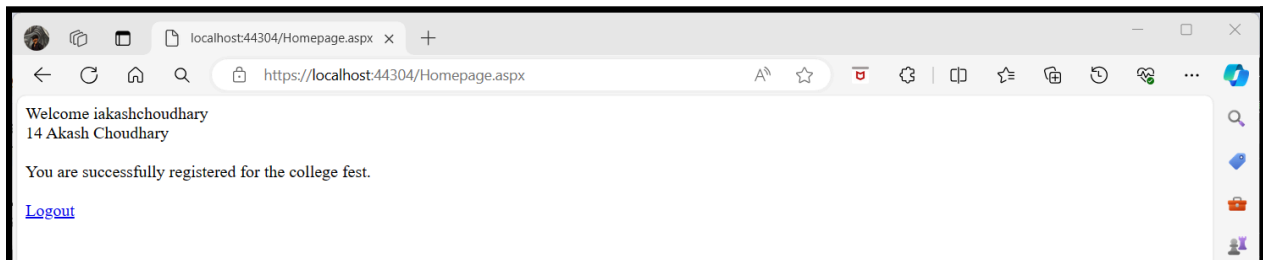 localhost:44304/Homepage.aspx
https://localhost:44304/Homepage.aspx
Welcome iakashchoudhary
14 Akash Choudhary
You are successfully registered for the college fest.
Logout